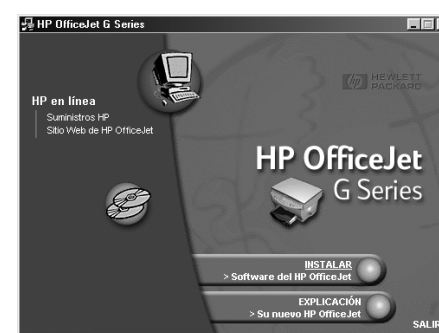 HP OfficeJet G Series
HEWLETT
PACKARD
HP en línea
Suministros HP
Sitio Web de HP OfficeJet
HP OfficeJet
G Series
INSTALAR
> Software del HP OfficeJet
EXPLICACIÓN
> Su nuevo HP OfficeJet
SALIR